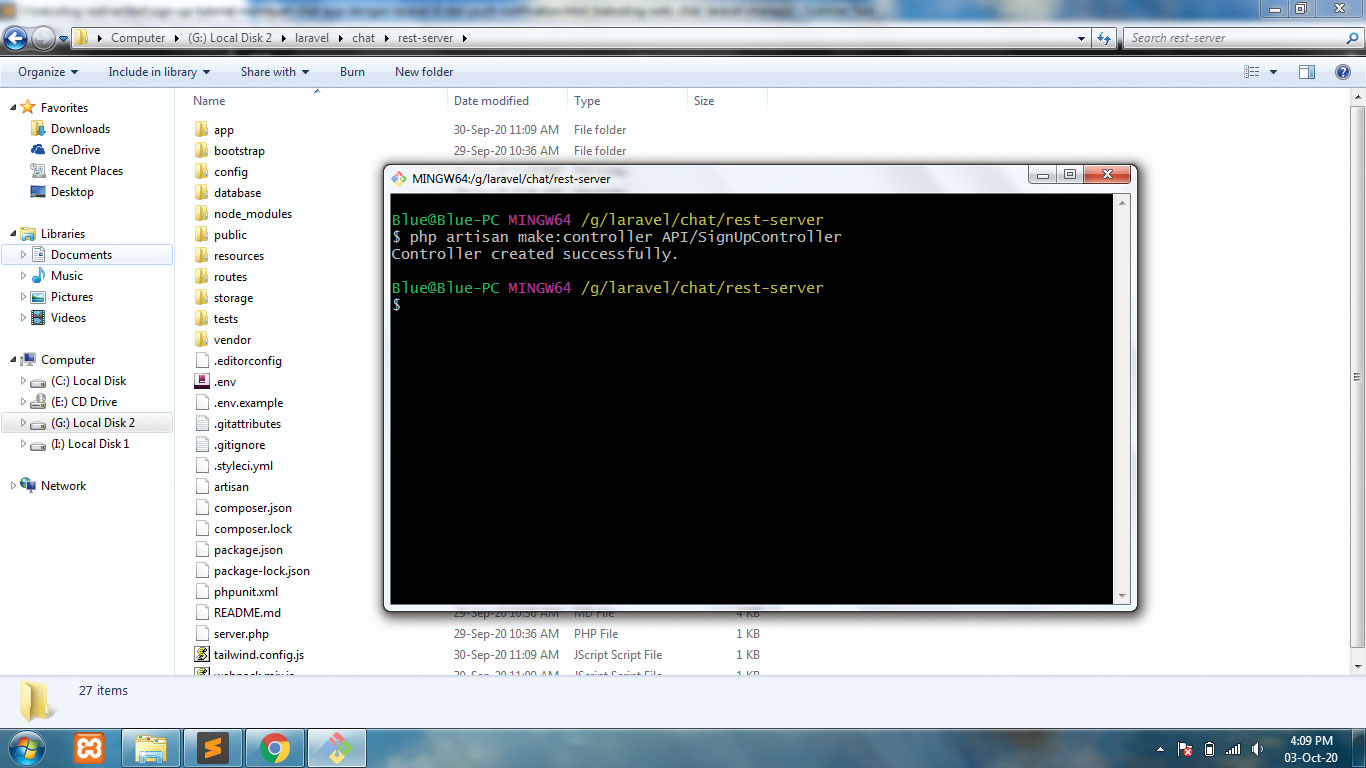 Computer (G:) Local Disk 2 laravel chat rest-server
Search rest-server
Organize Include in library Share with Burn New folder
Favorites
Downloads
OneDrive
Recent Places
Desktop
Libraries
Documents
Music
Pictures
Videos
Computer
(C:) Local Disk
(E:) CD Drive
(G:) Local Disk 2
(I:) Local Disk 1
Network
Name Date modified Type Size
app 30-Sep-20 11:09 AM File folder
bootstrap 29-Sep-20 10:36 AM File folder
config
database
node_modules
public
resources
routes
storage
tests
vendor
.editorconfig
.env
.env.example
.gitattributes
.gitignore
.styleci.yml
artisan
composer.json
composer.lock
package.json
package-lock.json
phpunit.xml
README.md 29-Sep-20 10:36 AM MD File 4 KB
server.php 29-Sep-20 10:36 AM PHP File 1 KB
tailwind.config.js 30-Sep-20 11:09 AM JScript Script File 1 KB
webpack.mix.js 30-Sep-20 11:09 AM JScript Script File 1 KB
MINGW64:/g/laravel/chat/rest-server
Blue@Blue-PC MINGW64 /g/laravel/chat/rest-server
$ php artisan make:controller API/SignUpController
Controller created successfully.
Blue@Blue-PC MINGW64 /g/laravel/chat/rest-server
$
27 items
4:09 PM
03-Oct-20